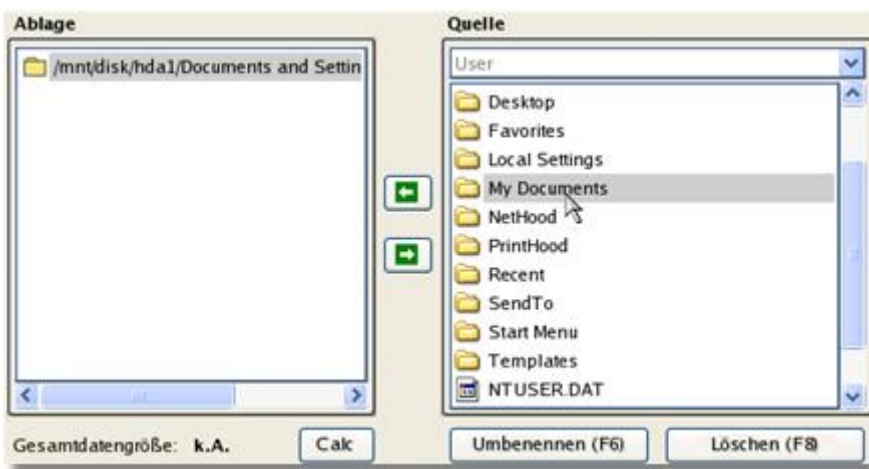 Ablage
/mnt/disk/hda1/Documents and Settin
Gesamtdatengröße: k.A.
Calc
Quelle
User
Desktop
Favorites
Local Settings
My Documents
NetHood
PrintHood
Recent
SendTo
Start Menu
Templates
NTUSER.DAT
Umbenennen (F6)
Löschen (F8)